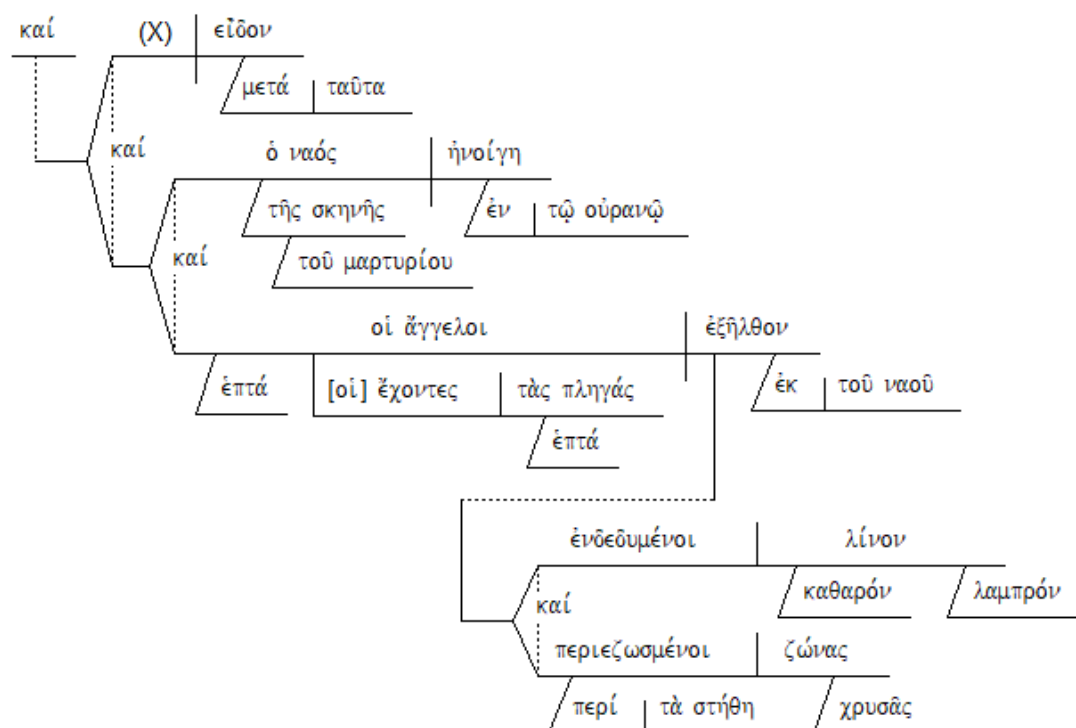 καί (X) εἶδον
μετά ταῦτα
καί
ὁ ναός ἠνοίγη
τῆς σκηνῆς ἐν τῷ οὐρανῷ
καί τοῦ μαρτυρίου
οἱ ἄγγελοι ἐξῆλθον
ἑπτά [οἱ] ἔχοντες τὰς πληγάς ἐκ τοῦ ναοῦ
ἑπτά
ἐνδεδυμένοι λίνον
καί καθαρόν λαμπρόν
περιεζωσμένοι ζώνας
περί τὰ στήθη χρυσᾶς